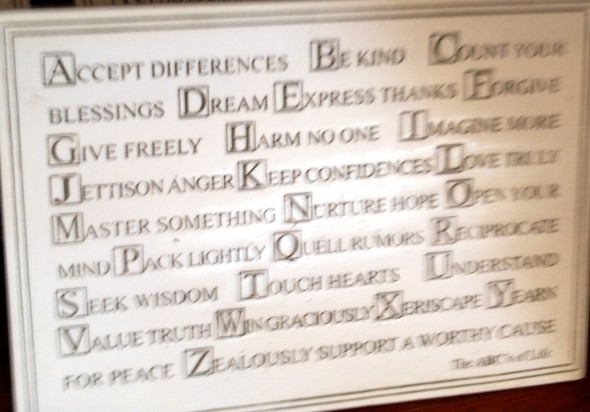 ACCEPT DIFFERENCES BE KIND COUNT YOUR
BLESSINGS DREAM EXPRESS THANKS FORGIVE
GIVE FREELY HARM NO ONE IMAGINE MORE
JETTISON ANGER KEEP CONFIDENCES LOVE TRULY
MASTER SOMETHING NURTURE HOPE OPEN YOUR
MIND PACK LIGHTLY QUELL RUMORS RECIPROCATE
SEEK WISDOM TOUCH HEARTS UNDERSTAND
VALUE TRUTH WIN GRACIOUSLY XERISCAPE YEARN
FOR PEACE ZEALOUSLY SUPPORT A WORTHY CAUSE
The ABC's of Life